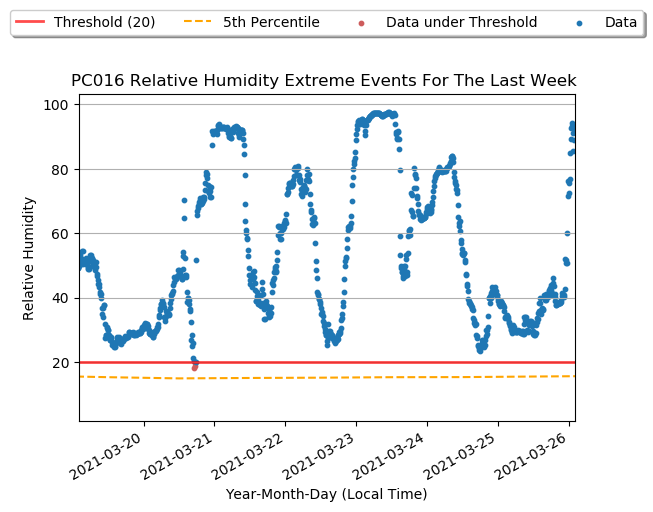 Threshold (20) 5th Percentile Data under Threshold Data
PC016 Relative Humidity Extreme Events For The Last Week
100
80
60
40
20
Relative Humidity
2021-03-20 2021-03-21 2021-03-22 2021-03-23 2021-03-24 2021-03-25 2021-03-26
Year-Month-Day (Local Time)